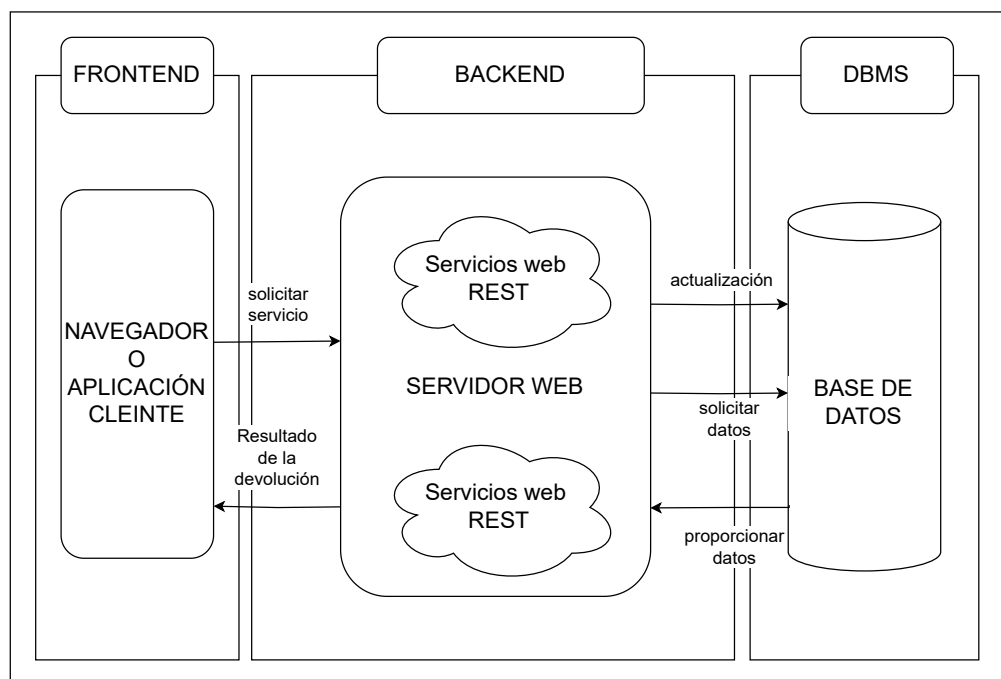 FRONTEND
BACKEND
DBMS
NAVEGADOR
O
APLICACIÓN
CLEINTE
solicitar
servicio
Resultado
de la
devolución
Servicios web
REST
SERVIDOR WEB
Servicios web
REST
actualización
solicitar
datos
proporcionar
datos
BASE DE
DATOS